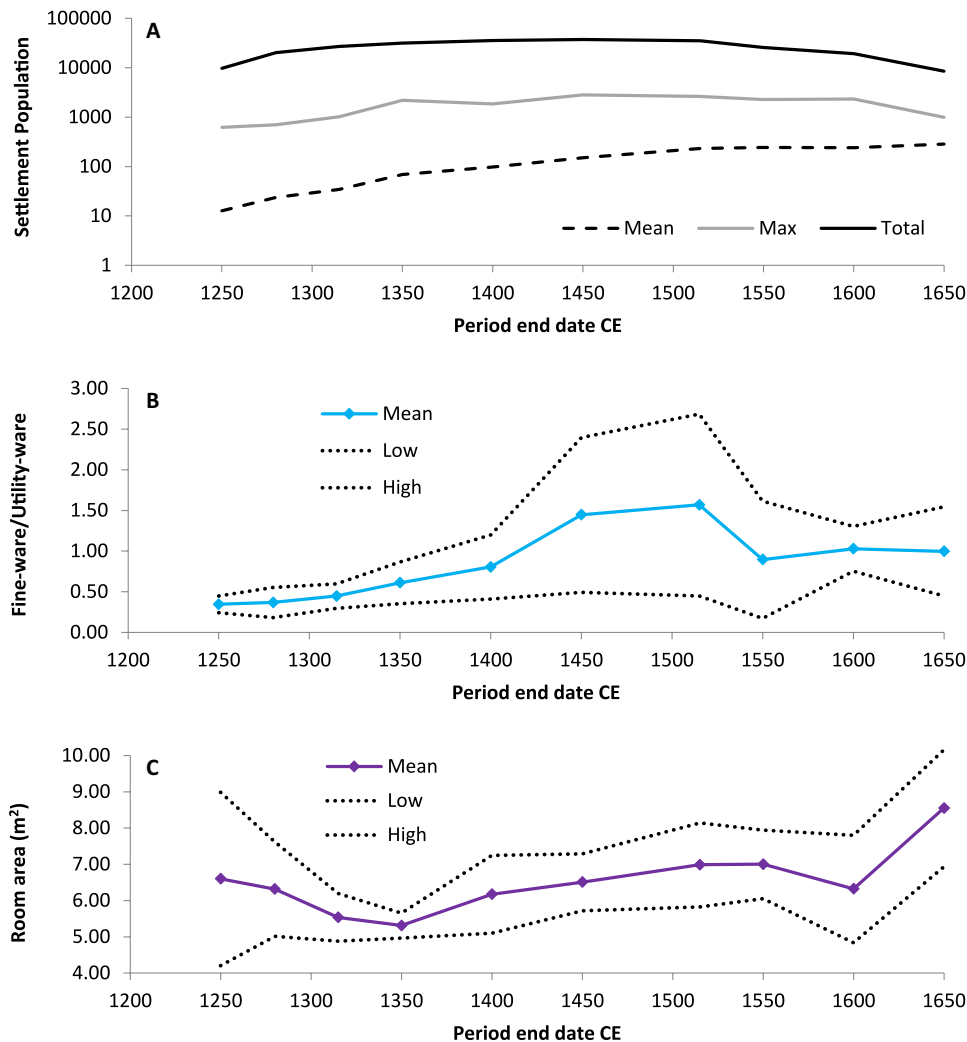 A
Settlement Population
100000
10000
1000
100
10
1
Mean Max Total
1200 1250 1300 1350 1400 1450 1500 1550 1600 1650
Period end date CE
B
Fine-ware/Utility-ware
3.00
2.50
2.00
1.50
1.00
0.50
0.00
Mean
Low
High
1200 1250 1300 1350 1400 1450 1500 1550 1600 1650
Period end date CE
C
Room area (m²)
10.00
9.00
8.00
7.00
6.00
5.00
4.00
Mean
Low
High
1200 1250 1300 1350 1400 1450 1500 1550 1600 1650
Period end date CE